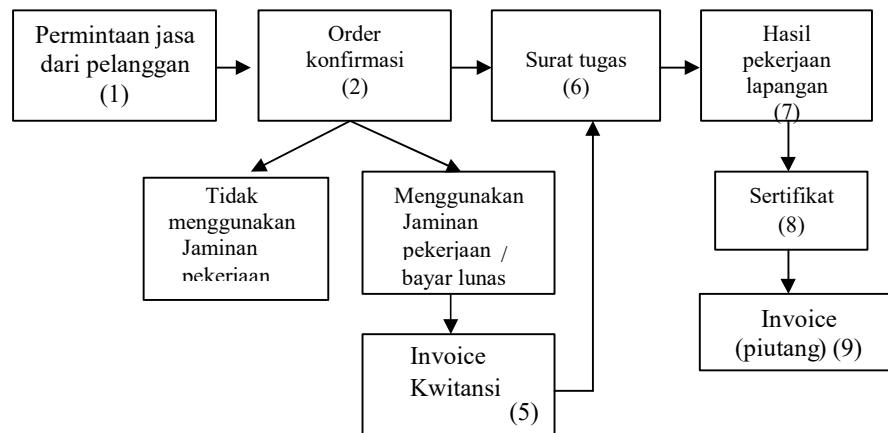 Permintaan jasa
dari pelanggan
(1)
Order
konfirmasi
(2)
Surat tugas
(6)
Hasil
pekerjaan
lapangan
(7)
Tidak
menggunakan
Jaminan
pekerjaan
Menggunakan
Jaminan
pekerjaan /
bayar lunas
Sertifikat
(8)
Invoice
Kwitansi
(5)
Invoice
(piutang) (9)